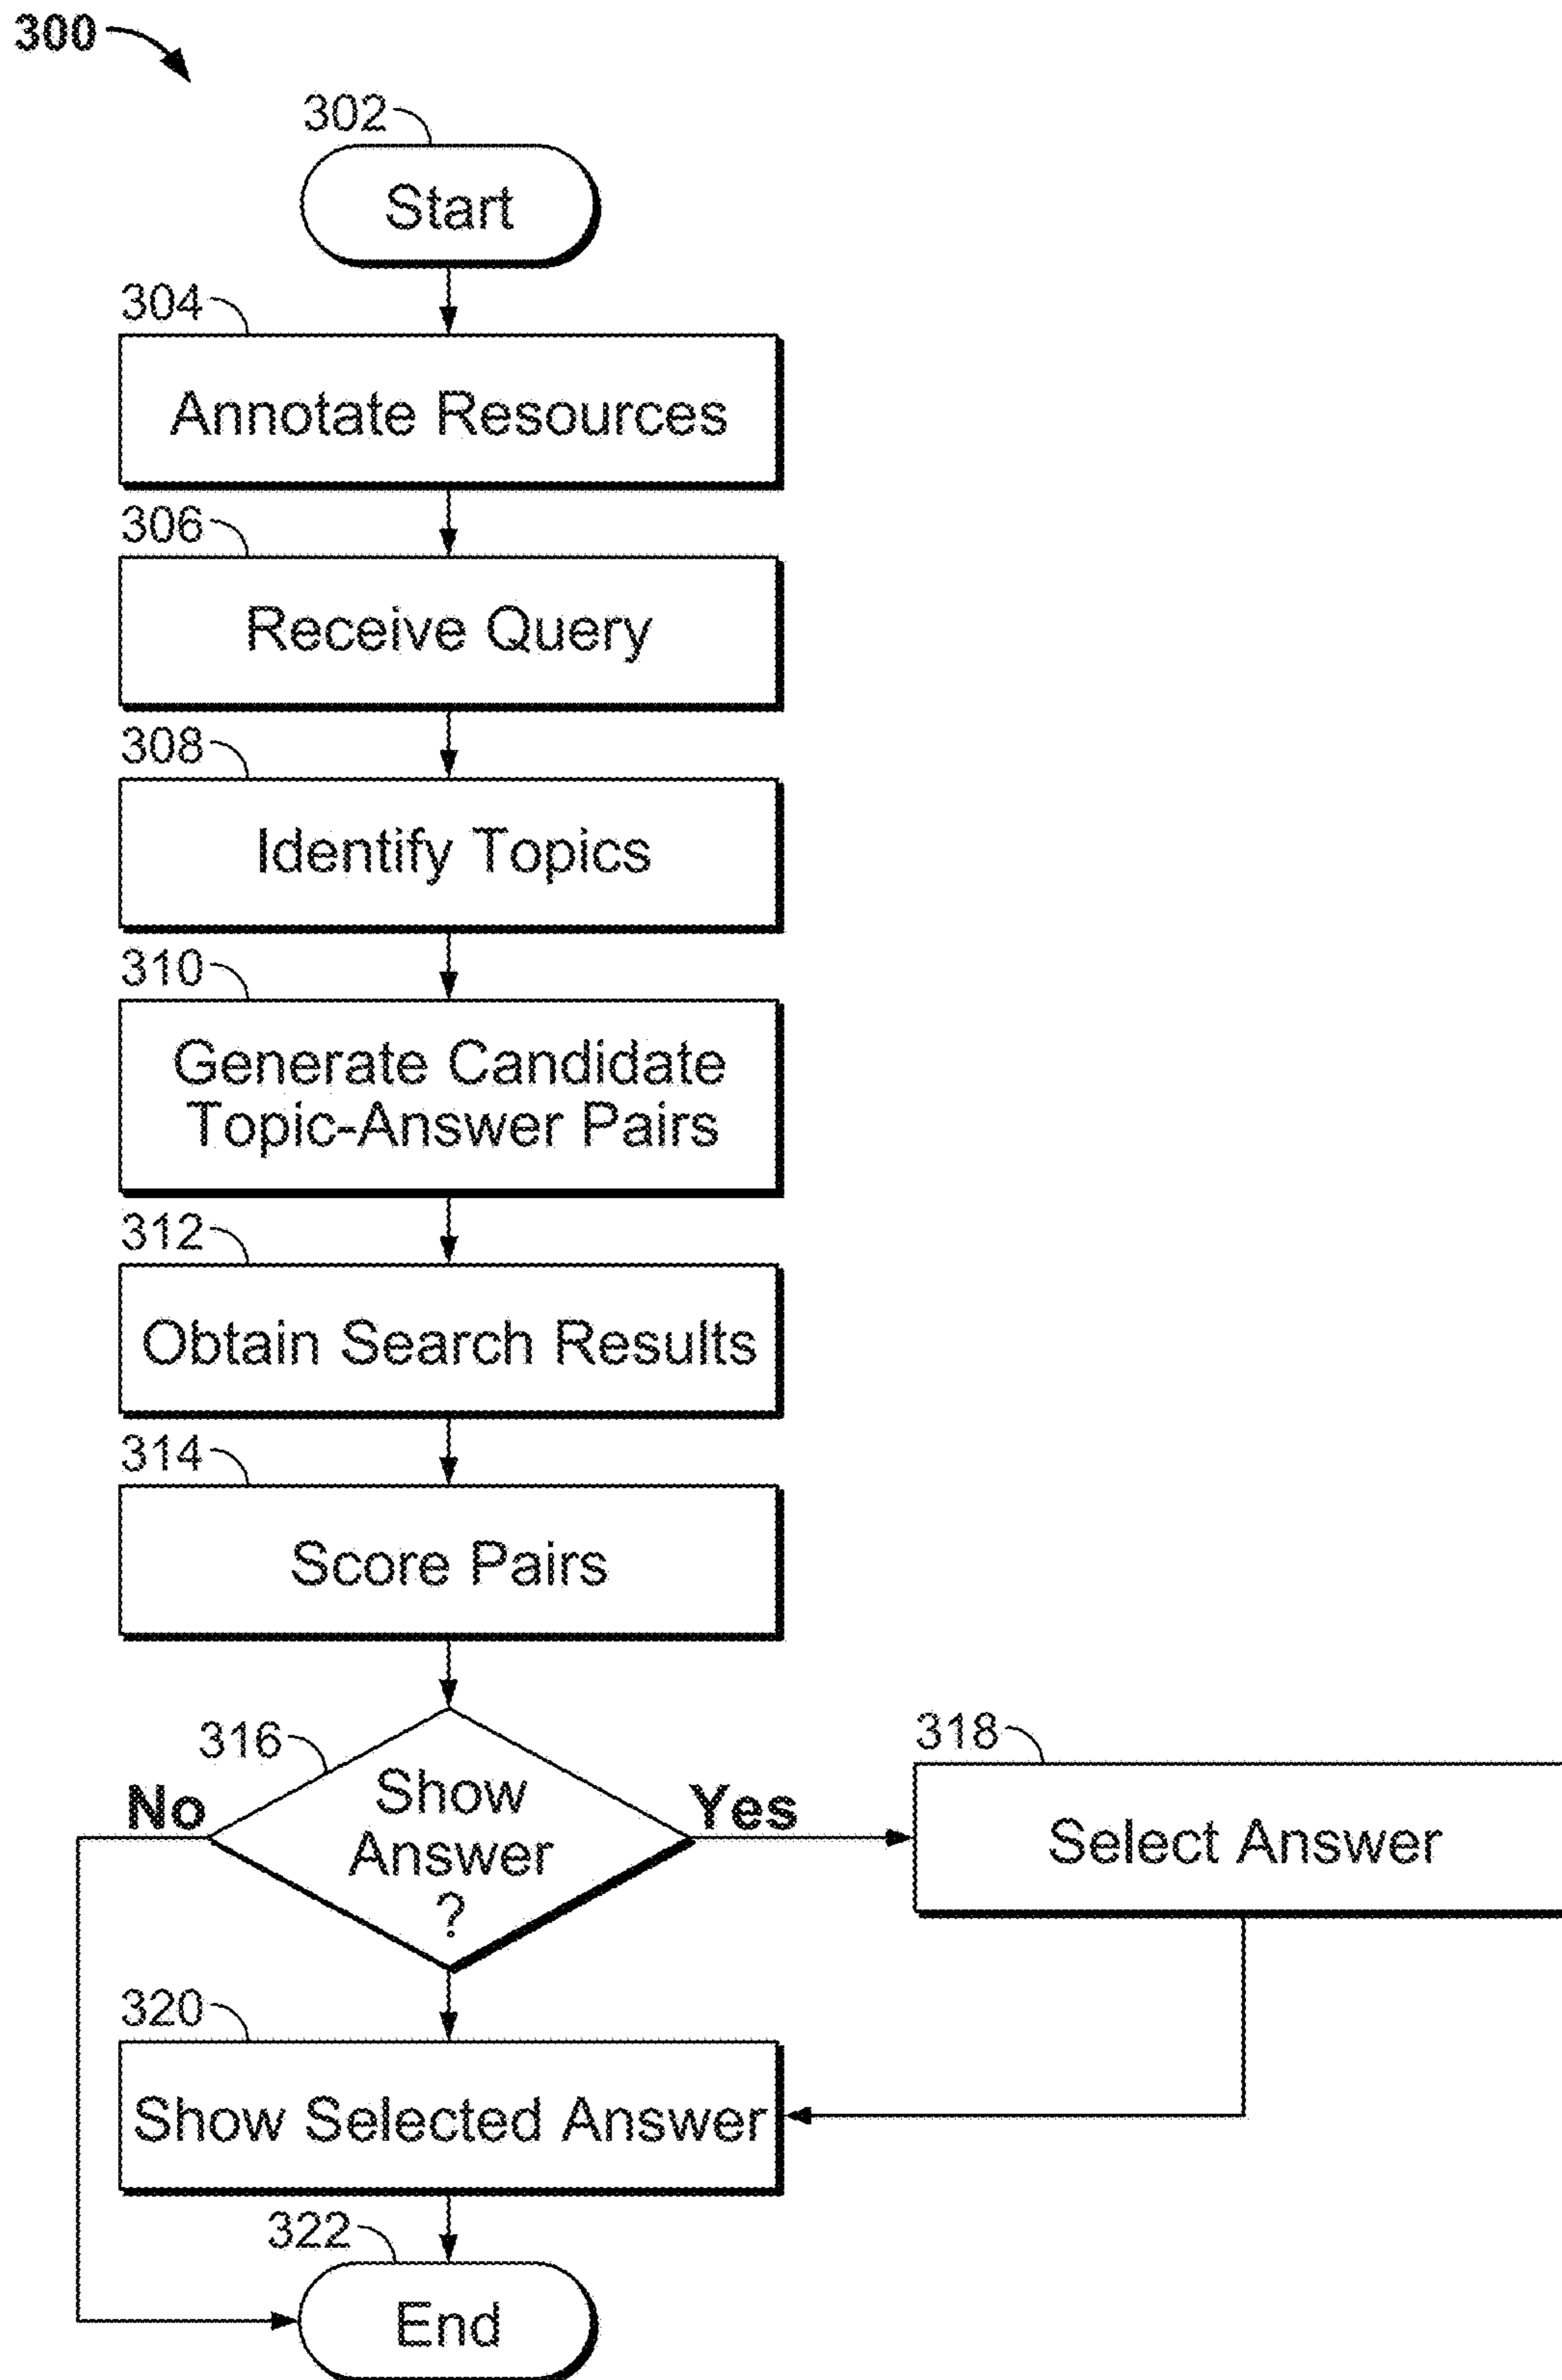 300
302
Start
304
Annotate Resources
306
Receive Query
308
Identify Topics
310
Generate Candidate
Topic-Answer Pairs
312
Obtain Search Results
314
Score Pairs
316
Show
Answer
?
No
Yes
318
Select Answer
320
Show Selected Answer
322
End